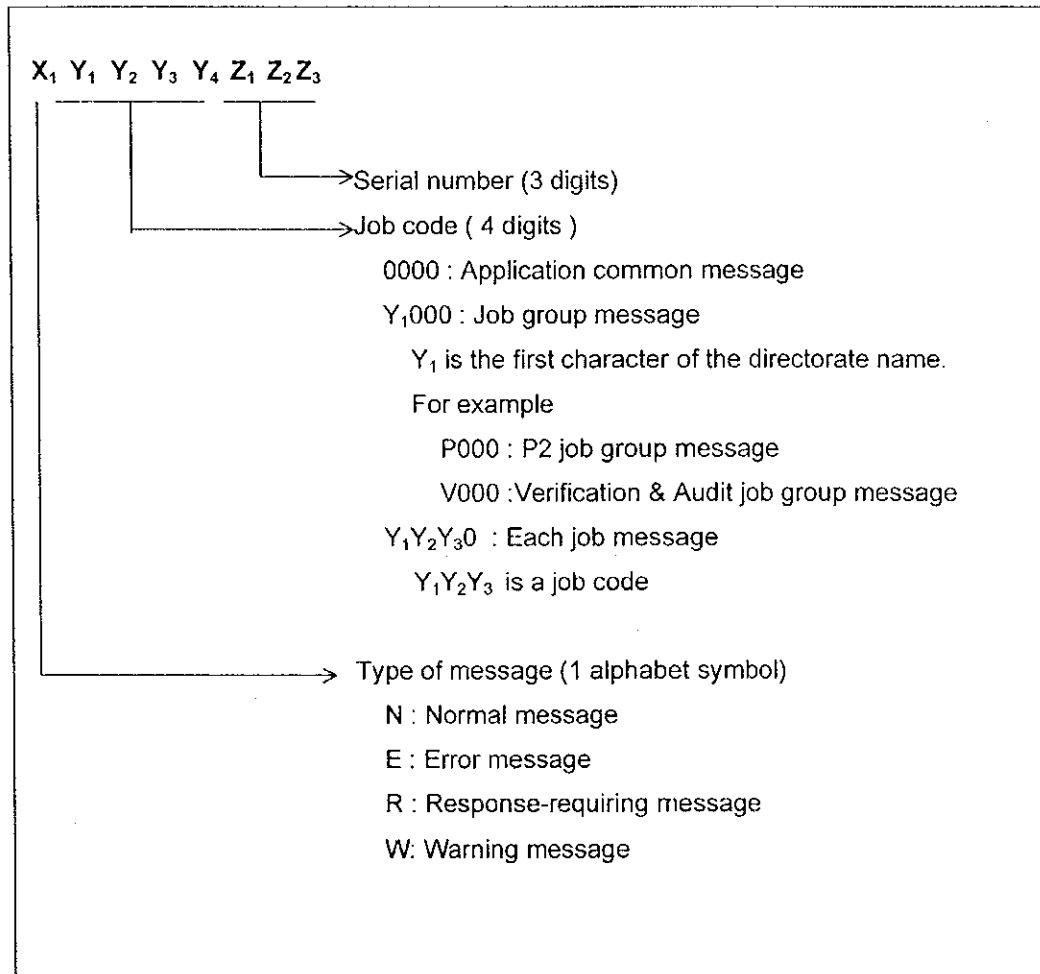 X₁ Y₁ Y₂ Y₃ Y₄ Z₁ Z₂ Z₃
Serial number (3 digits)
Job code ( 4 digits )
0000 : Application common message
Y₁000 : Job group message
Y₁ is the first character of the directorate name.
For example
P000 : P2 job group message
V000 :Verification & Audit job group message
Y₁Y₂Y₃0 : Each job message
Y₁Y₂Y₃ is a job code
Type of message (1 alphabet symbol)
N : Normal message
E : Error message
R : Response-requiring message
W: Warning message